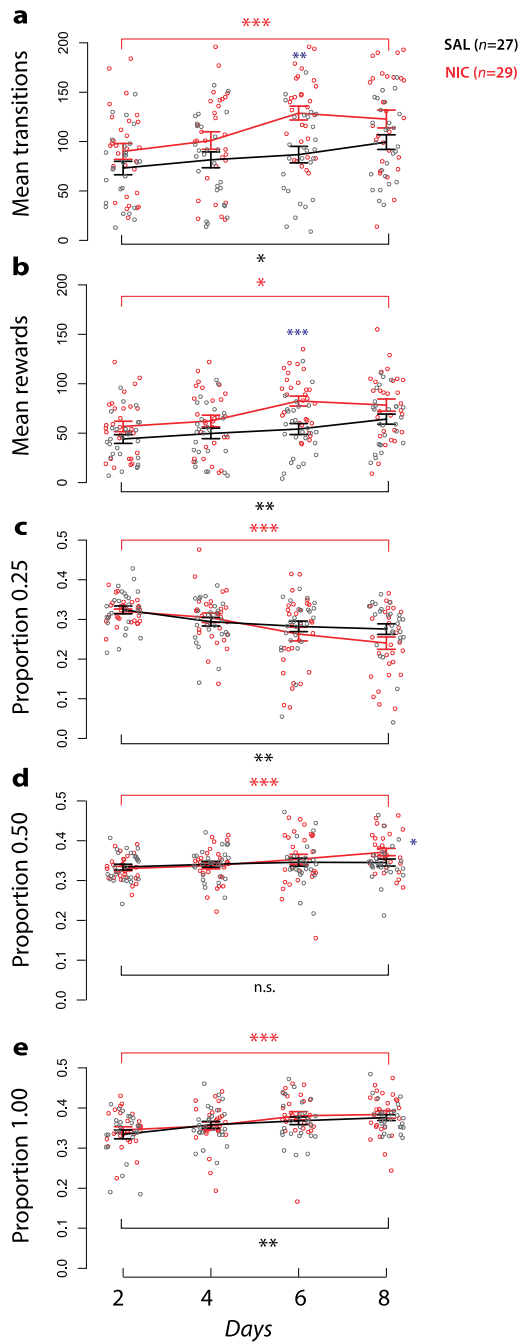 a
***
SAL (n=27)
NIC (n=29)
**
Mean transitions
0 50 100 150 200
*
b
*
***
Mean rewards
0 50 100 150 200
**
c
***
Proportion 0.25
0.0 0.1 0.2 0.3 0.4 0.5
**
d
***
*
Proportion 0.50
0.0 0.1 0.2 0.3 0.4 0.5
n.s.
e
***
Proportion 1.00
0.0 0.1 0.2 0.3 0.4 0.5
**
2 4 6 8
Days